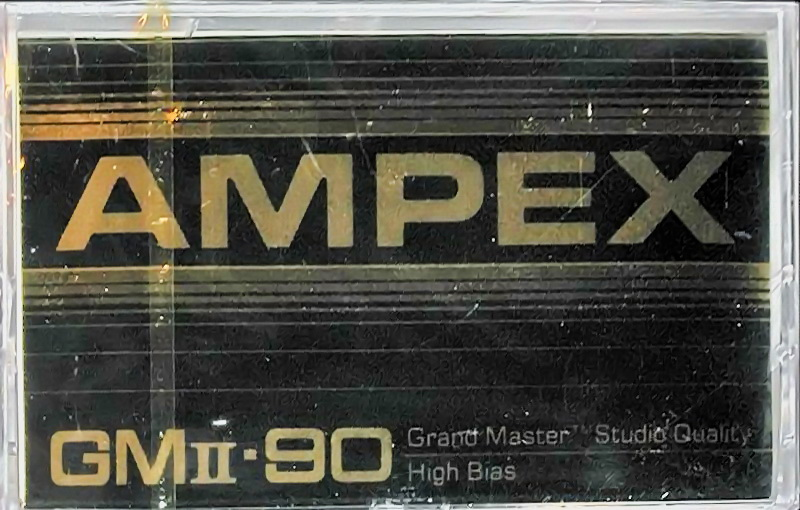 AMPEX
GMII·90
Grand Master™ Studio Quality
High Bias